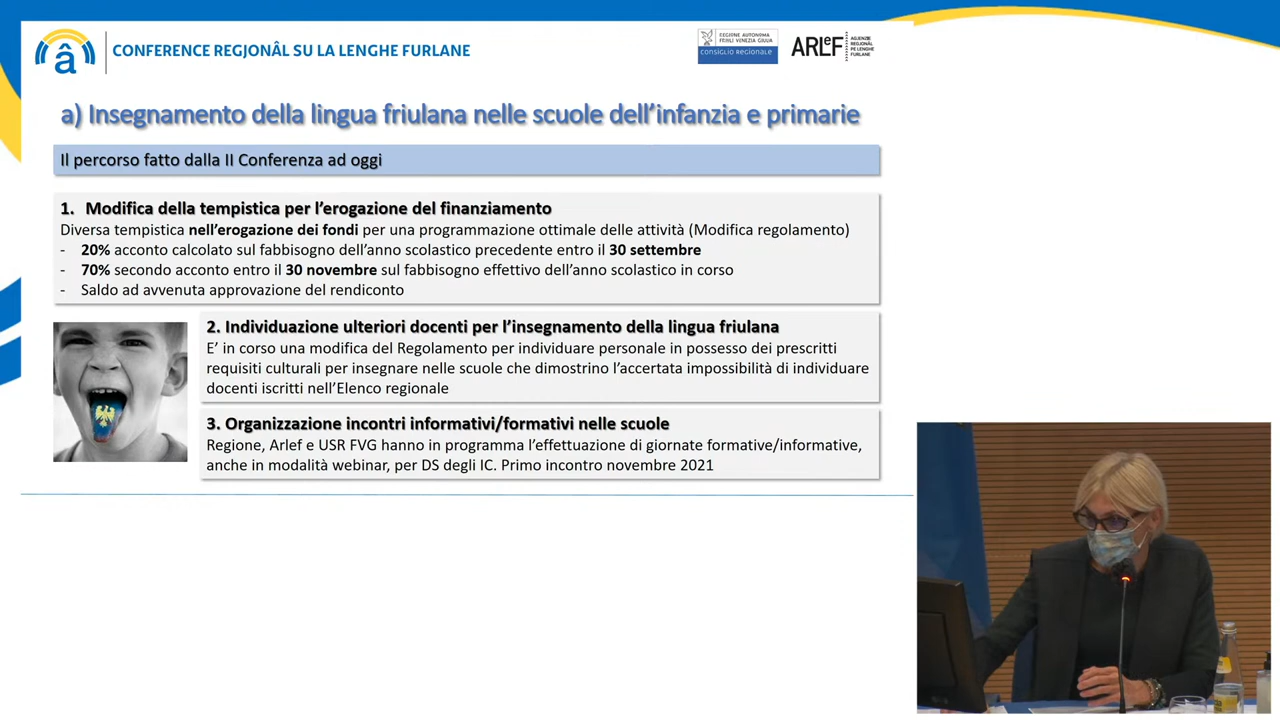 â
CONFERENCE REGJONÂL SU LA LENGHE FURLANE
REGIONE AUTONOMA
FRIULI VENEZIA GIULIA
CONSIGLIO REGIONALE
ARLeF
AGJENZIE
REGJONÂL
PE LENGHE
FURLANE
a) Insegnamento della lingua friulana nelle scuole dell'infanzia e primarie
Il percorso fatto dalla II Conferenza ad oggi
1. Modifica della tempistica per l'erogazione del finanziamento
Diversa tempistica nell'erogazione dei fondi per una programmazione ottimale delle attività (Modifica regolamento)
- 20% acconto calcolato sul fabbisogno dell'anno scolastico precedente entro il 30 settembre
- 70% secondo acconto entro il 30 novembre sul fabbisogno effettivo dell'anno scolastico in corso
- Saldo ad avvenuta approvazione del rendiconto
2. Individuazione ulteriori docenti per l'insegnamento della lingua friulana
E' in corso una modifica del Regolamento per individuare personale in possesso dei prescritti
requisiti culturali per insegnare nelle scuole che dimostrino l'accertata impossibilità di individuare
docenti iscritti nell'Elenco regionale
3. Organizzazione incontri informativi/formativi nelle scuole
Regione, Arlef e USR FVG hanno in programma l'effettuazione di giornate formative/informative,
anche in modalità webinar, per DS degli IC. Primo incontro novembre 2021